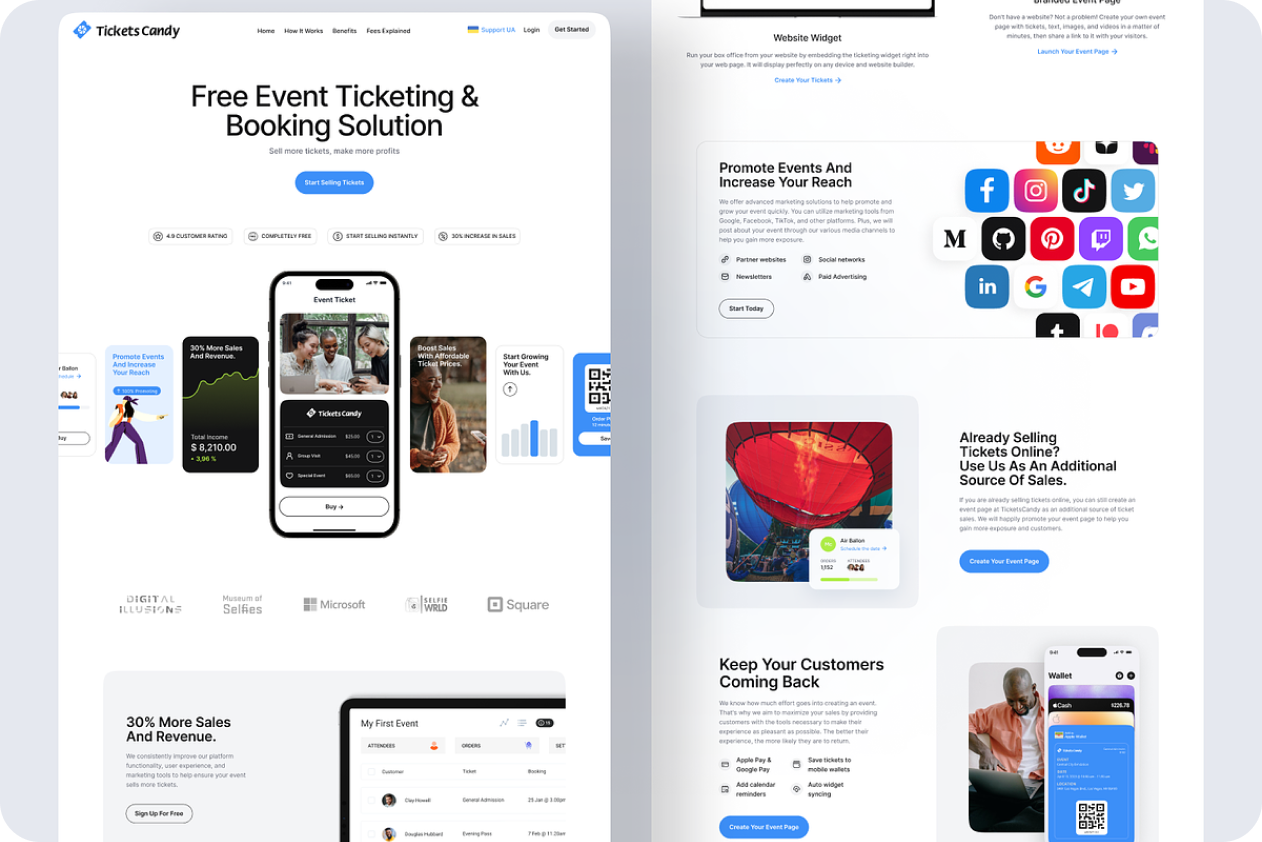 TicketsCandy
Home
How It Works
Benefits
Fees Explained
Support UA
Login
Get Started
Free Event Ticketing &
Booking Solution
Sell more tickets, make more profits
Start Selling Tickets
4.9 CUSTOMER RATING
COMPLETELY FREE
START SELLING INSTANTLY
30% INCREASE IN SALES
Promote Events
And Increase
Your Reach
30% More Sales
And Revenue.
Total Income
$ 8,210.00
+ 3,96 %
9:41
Event Ticket
TicketsCandy
General Admission $25.00 1
Group Visit $45.00 1
Special Event $65.00 1
Buy →
Boost Sales
With Affordable
Ticket Prices.
Start Growing
Your Event
With Us.
DIGITAL
ILLUSIONS
Museum of
Selfies
Microsoft
SELFIE
WRLD
Square
30% More Sales
And Revenue.
We consistently improve our platform
functionality, user experience, and
marketing tools to help ensure your event
sells more tickets.
Sign Up For Free
My First Event
15
ATTENDEES
ORDERS
SET
Customer Ticket Booking
Clay Howell General Admission 25 Jan @ 3.00p
Douglas Hubbard Evening Pass 7 Feb @ 11.20a
Website Widget
Run your box office from your website by embedding the ticketing widget right into
your web page. It will display perfectly on any device and website builder.
Create Your Tickets →
Branded Event Page
Don't have a website? Not a problem! Create your own event
page with tickets, text, images, and videos in a matter of
minutes, then share a link to it with your visitors.
Launch Your Event Page →
Promote Events And
Increase Your Reach
We offer advanced marketing solutions to help promote and
grow your event quickly. You can utilize marketing tools from
Google, Facebook, TikTok, and other platforms. Plus, we will
post about your event through our various media channels to
help you gain more exposure.
Partner websites
Social networks
Newsletters
Paid Advertising
Start Today
Already Selling
Tickets Online?
Use Us As An Additional
Source Of Sales.
If you are already selling tickets online, you can still create an
event page at TicketsCandy as an additional source of ticket
sales. We will happily promote your event page to help you
gain more exposure and customers.
Create Your Event Page
Air Ballon
Schedule the date →
ORDERS
ATTENDEES
1,152
Keep Your Customers
Coming Back
We know how much effort goes into creating an event.
That's why we aim to maximize your sales by providing
customers with the tools necessary to make their
experience as pleasant as possible. The better their
experience, the more likely they are to return.
Apple Pay &
Google Pay
Save tickets to
mobile wallets
Add calendar
reminders
Auto widget
syncing
Create Your Event Page
9:41
Wallet
Cash
$226.78
Apple Wallet
TicketsCandy
EVENT
DATE
LOCATION